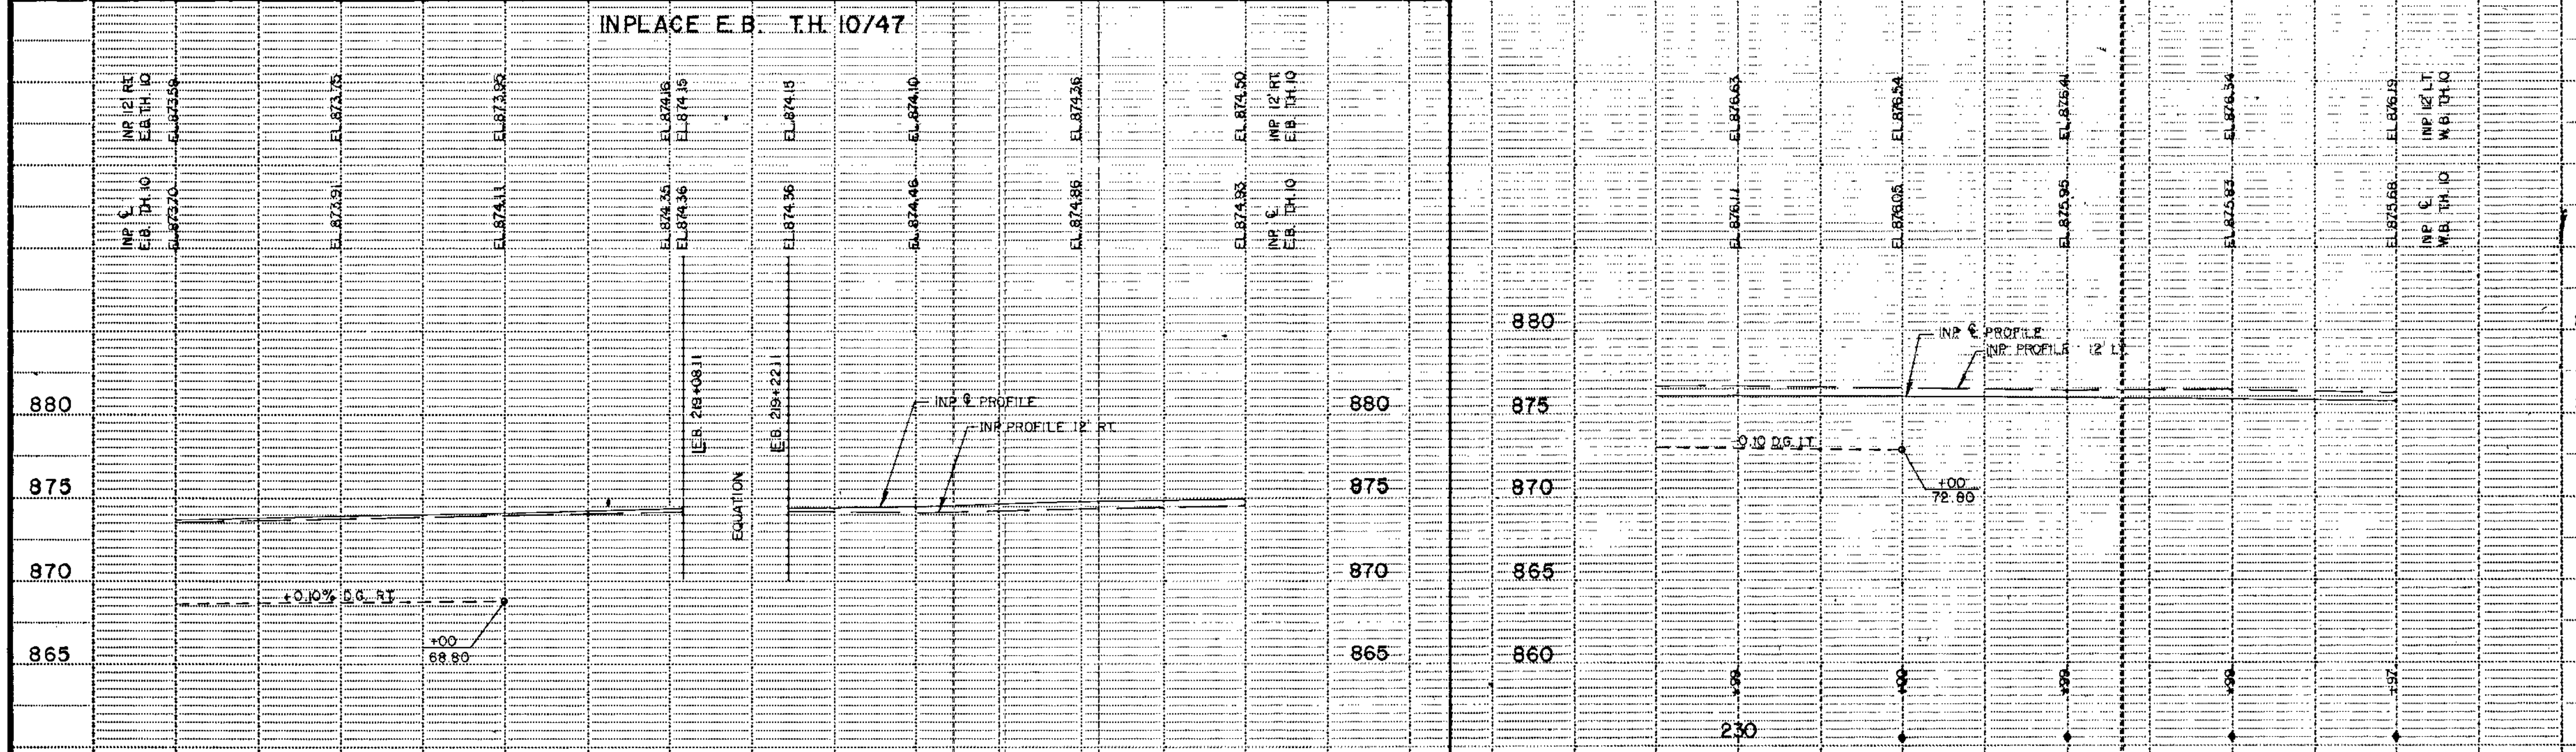 INPLACE E.B. T.H. 10/47
INP. 12' RT.
E.B. T.H. 10
EL. 873.59
EL. 873.75
EL. 873.95
EL. 874.16
EL. 874.15
EL. 874.15
EL. 874.10
EL. 874.36
EL. 874.50
INP. 12' RT.
E.B. T.H. 10
INP. ℄
E.B. T.H. 10
EL. 873.70
EL. 873.91
EL. 874.11
EL. 874.35
EL. 874.36
EL. 874.36
EL. 874.46
EL. 874.86
EL. 874.93
INP. ℄
E.B. T.H. 10
E.B. 219+08.11
EQUATION
E.B. 219+22.11
INP. ℄ PROFILE
INP. PROFILE 12' RT.
880
875
870
865
880
875
870
865
+0.10% D.G. RT.
+00
68.80
EL. 876.63
EL. 876.54
EL. 876.41
EL. 876.34
EL. 876.19
INP. 12' LT.
W.B. T.H. 10
EL. 876.11
EL. 876.05
EL. 875.95
EL. 875.83
EL. 875.68
INP. ℄
W.B. T.H. 10
880
875
870
865
860
INP. ℄ PROFILE
INP. PROFILE 12' LT.
-0.10 D.G. LT.
+00
72.80
+99
+99
+99
+97
230